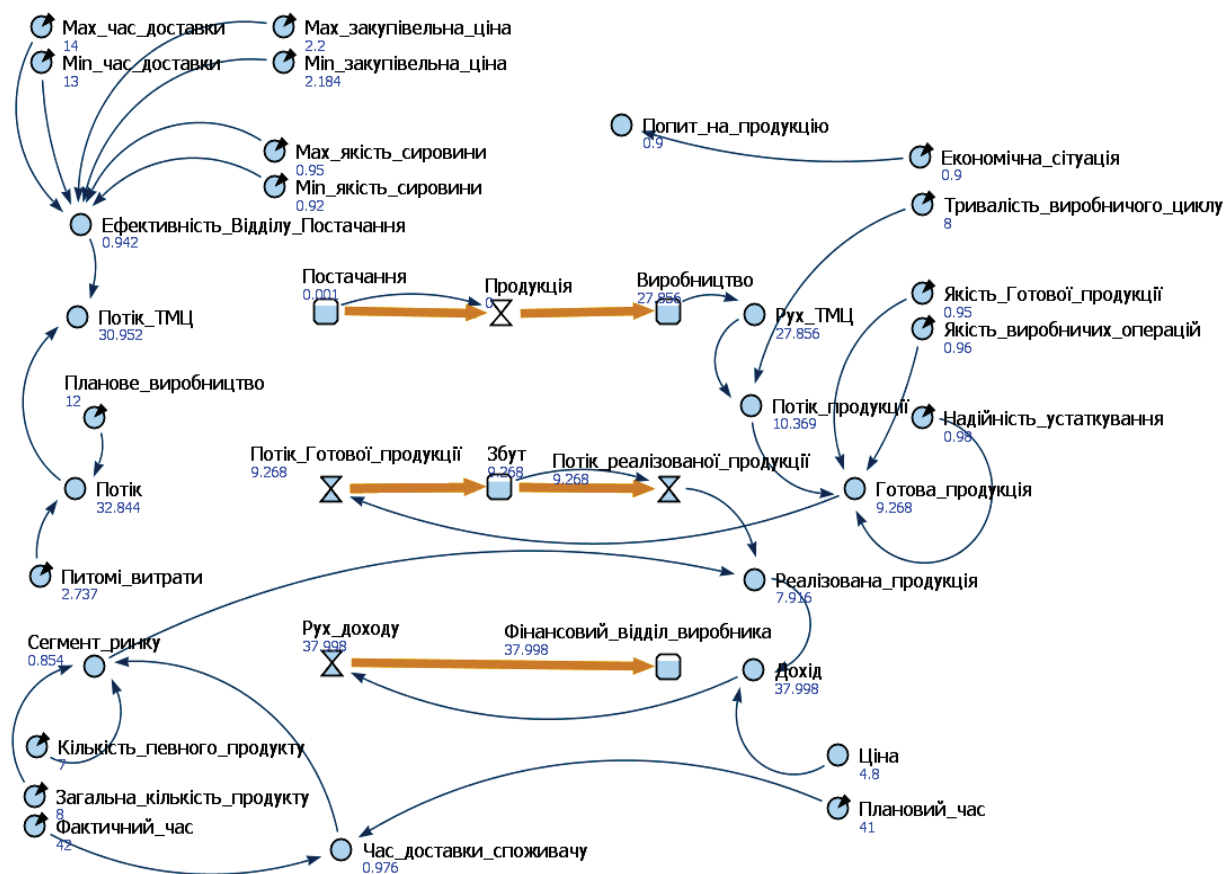 Max_час_доставки
14
Min_час_доставки
13
Max_закупівельна_ціна
2.2
Min_закупівельна_ціна
2.184
Max_якість_сировини
0.95
Min_якість_сировини
0.92
Ефективність_Відділу_Постачання
0.942
Попит_на_продукцію
0.9
Економічна_сітуація
0.9
Тривалість_виробничого_циклу
8
Постачання
0.001
Продукція
0
Виробництво
27.856
Рух_ТМЦ
27.856
Якість_Готової_продукції
0.95
Якість_виробничих_операцій
0.96
Потік_ТМЦ
30.952
Планове_виробництво
12
Потік_продукції
10.369
Надійність_устаткування
0.98
Потік_Готової_продукції
9.268
Збут
9.268
Потік_реалізованої_продукції
9.268
Готова_продукція
9.268
Потік
32.844
Питомі_витрати
2.737
Реалізована_продукція
7.916
Сегмент_ринку
0.854
Рух_доходу
37.998
Фінансовий_відділ_виробника
37.998
Дохід
37.998
Кількість_певного_продукту
7
Ціна
4.8
Загальна_кількість_продукту
8
Плановий_час
41
Фактичний_час
42
Час_доставки_споживачу
0.976